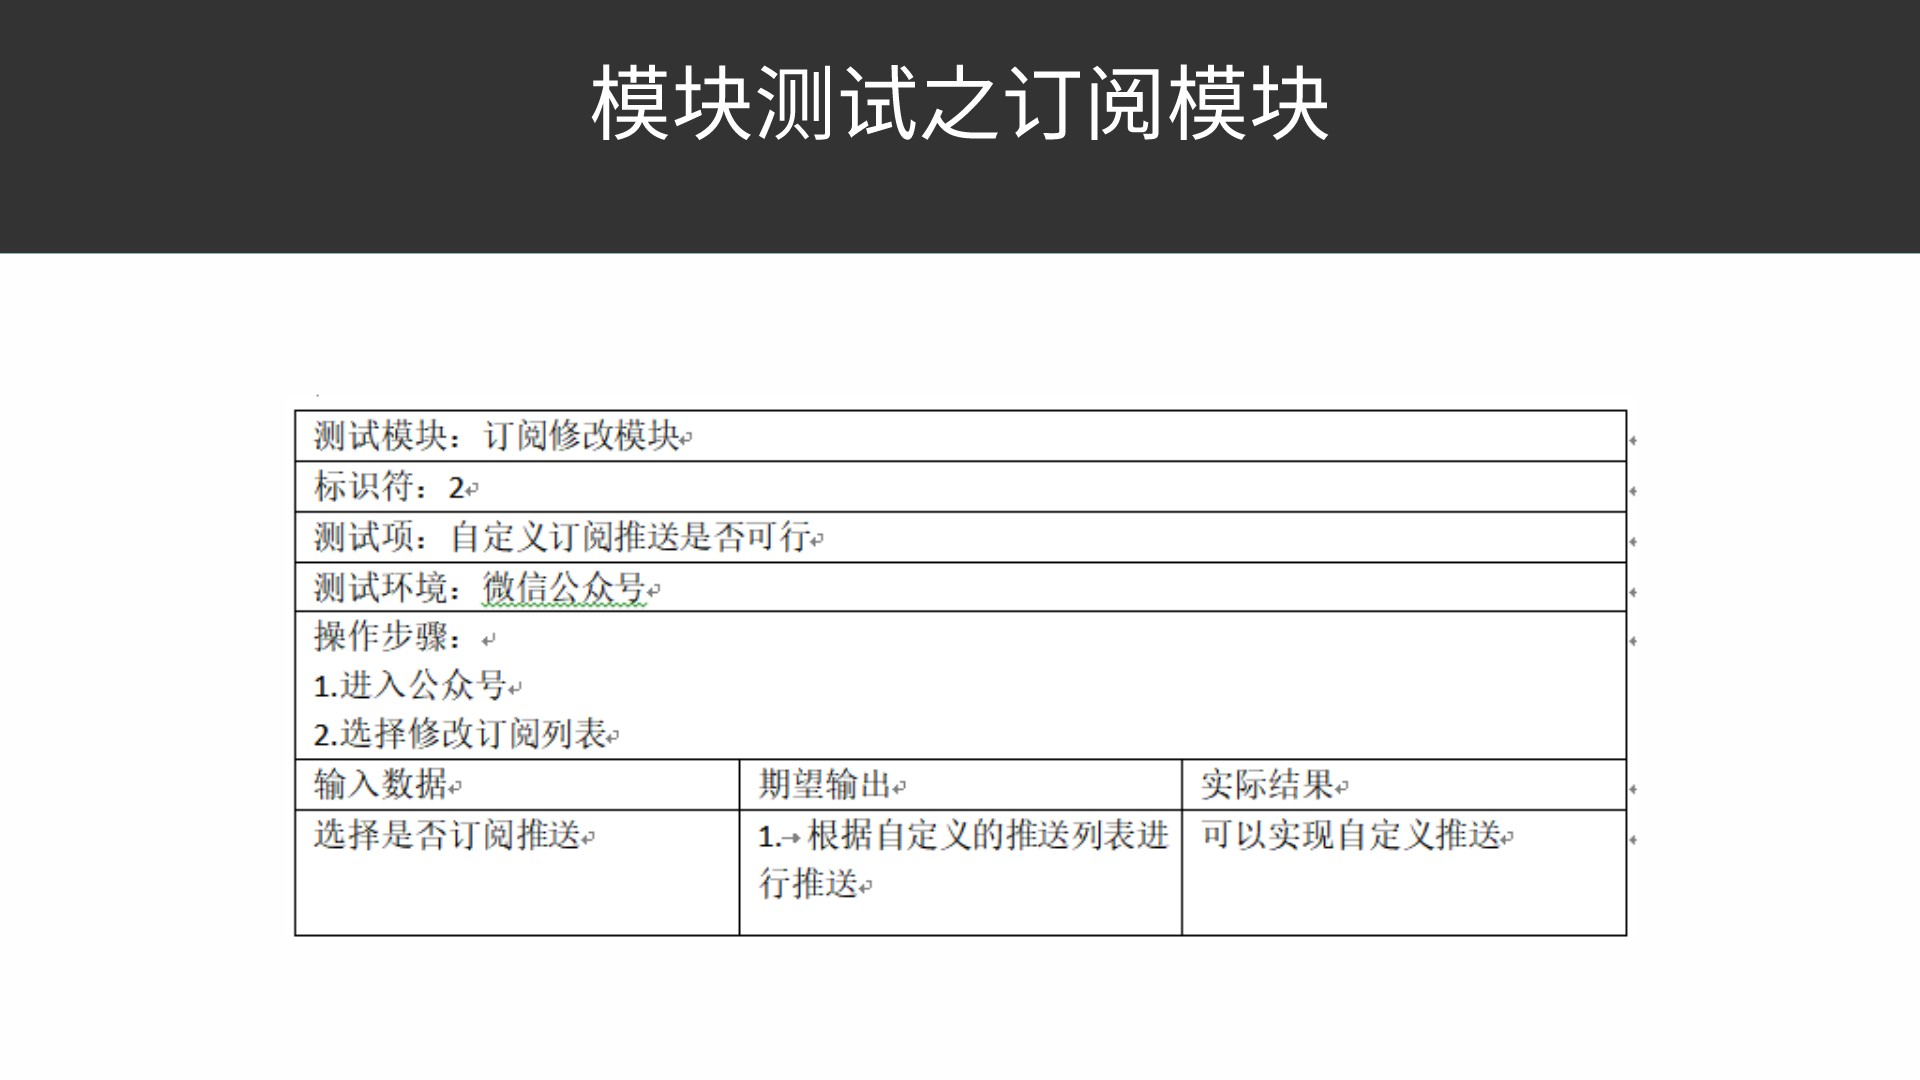 模块测试之订阅模块
测试模块：订阅修改模块
标识符：2
测试项：自定义订阅推送是否可行
测试环境：微信公众号
操作步骤：
1.进入公众号
2.选择修改订阅列表
输入数据
期望输出
实际结果
选择是否订阅推送
1.→根据自定义的推送列表进
行推送
可以实现自定义推送